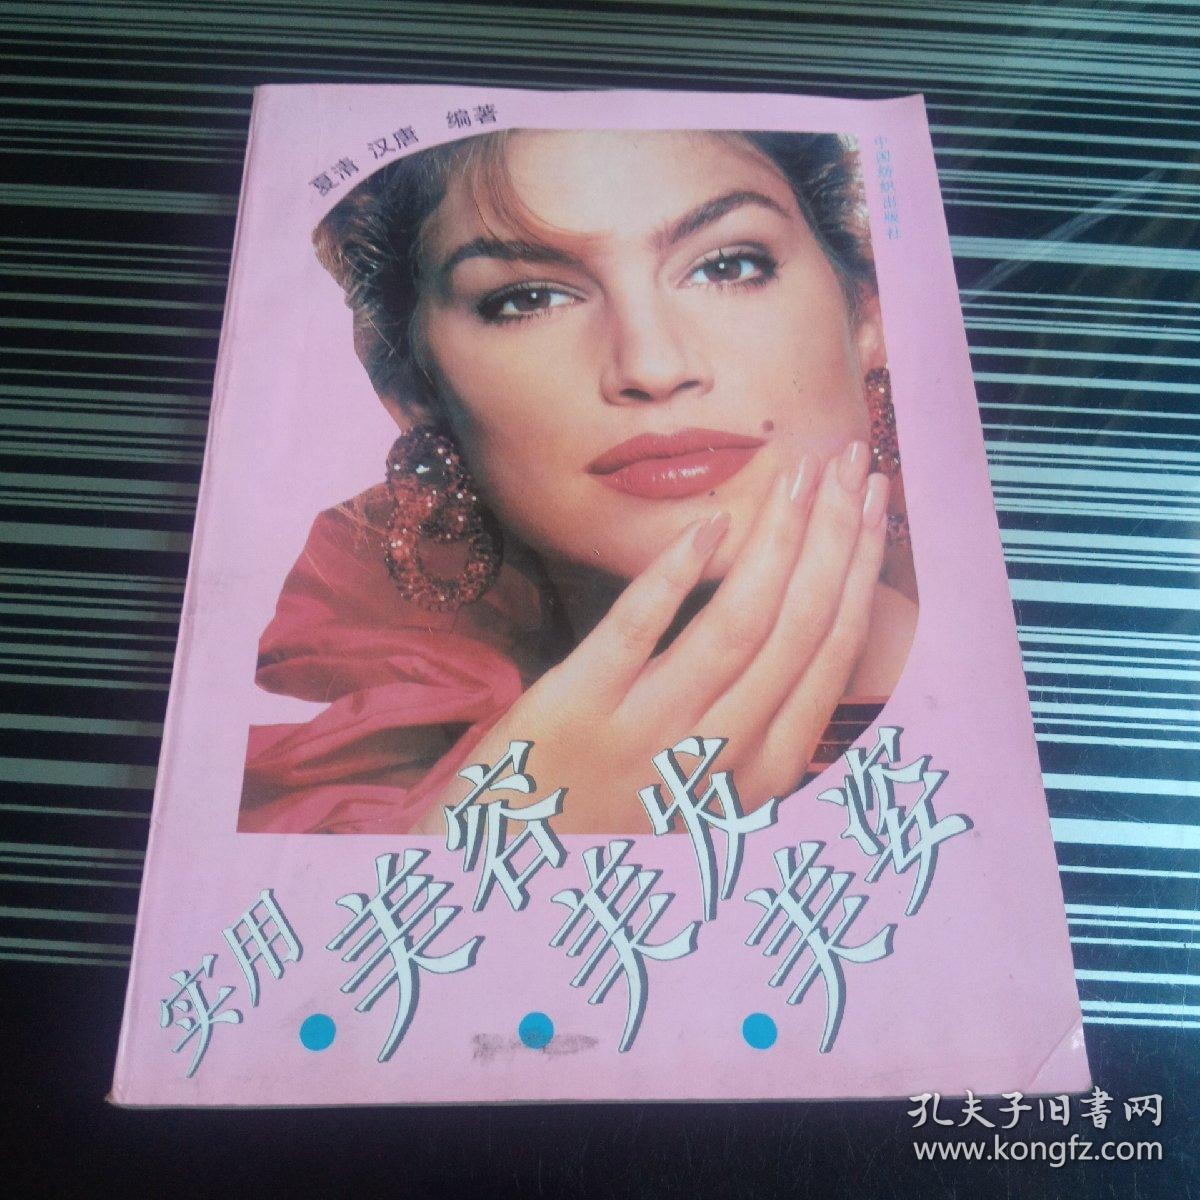 夏清 汉唐 编著
中国纺织出版社
实用
●美容
●美发
●美姿
孔夫子旧書网
www.kongfz.com